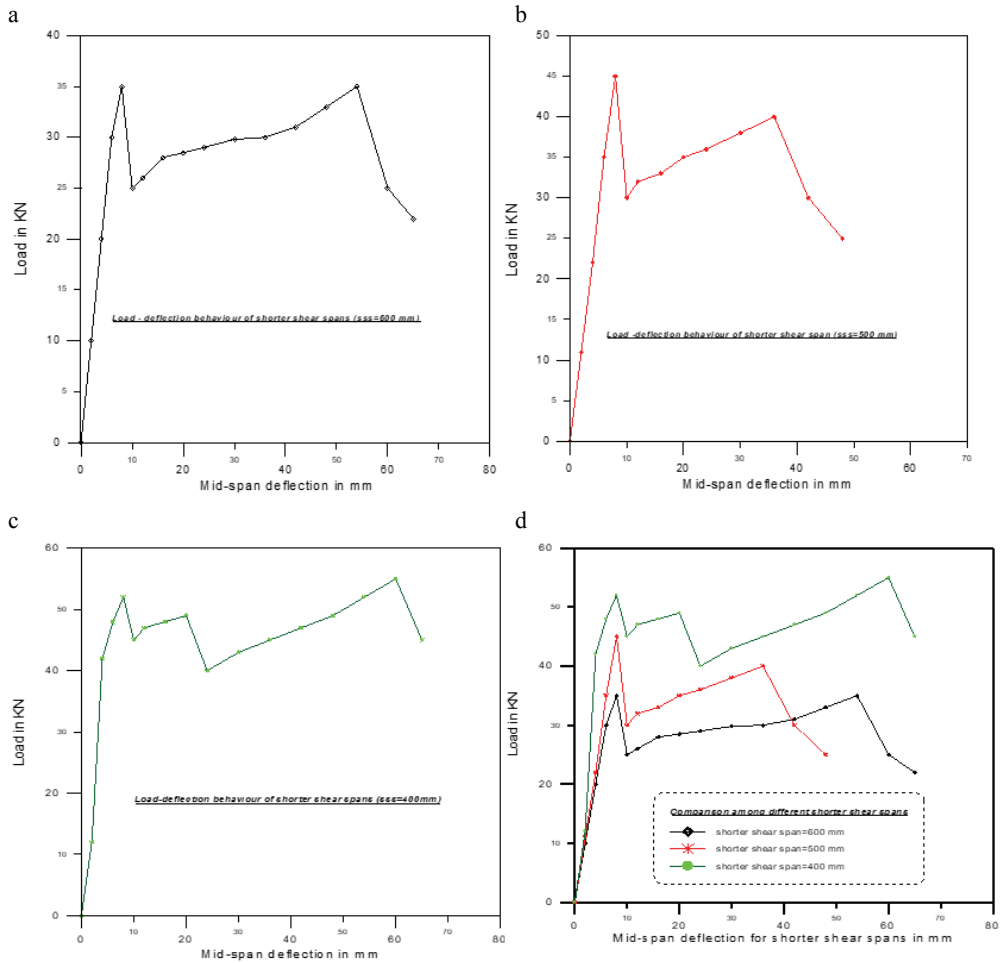 a
40
35
30
25
20
15
10
5
0
Load in KN
Load - deflection behaviour of shorter shear spans (sss=600 mm)
0 10 20 30 40 50 60 70 80
Mid-span deflection in mm
b
50
45
40
35
30
25
20
15
10
5
0
Load in KN
Load -deflection behaviour of shorter shear span (sss=500 mm)
0 10 20 30 40 50 60 70
Mid-span deflection in mm
c
60
50
40
30
20
10
0
Load in KN
Load-deflection behaviour of shorter shear spans (sss=400mm)
0 10 20 30 40 50 60 70 80
Mid-span deflection in mm
d
60
50
40
30
20
10
0
Load in KN
Comparison among different shorter shear spans
shorter shear span=600 mm
shorter shear span=500 mm
shorter shear span=400 mm
0 10 20 30 40 50 60 70 80
Mid-span deflection for shorter shear spans in mm